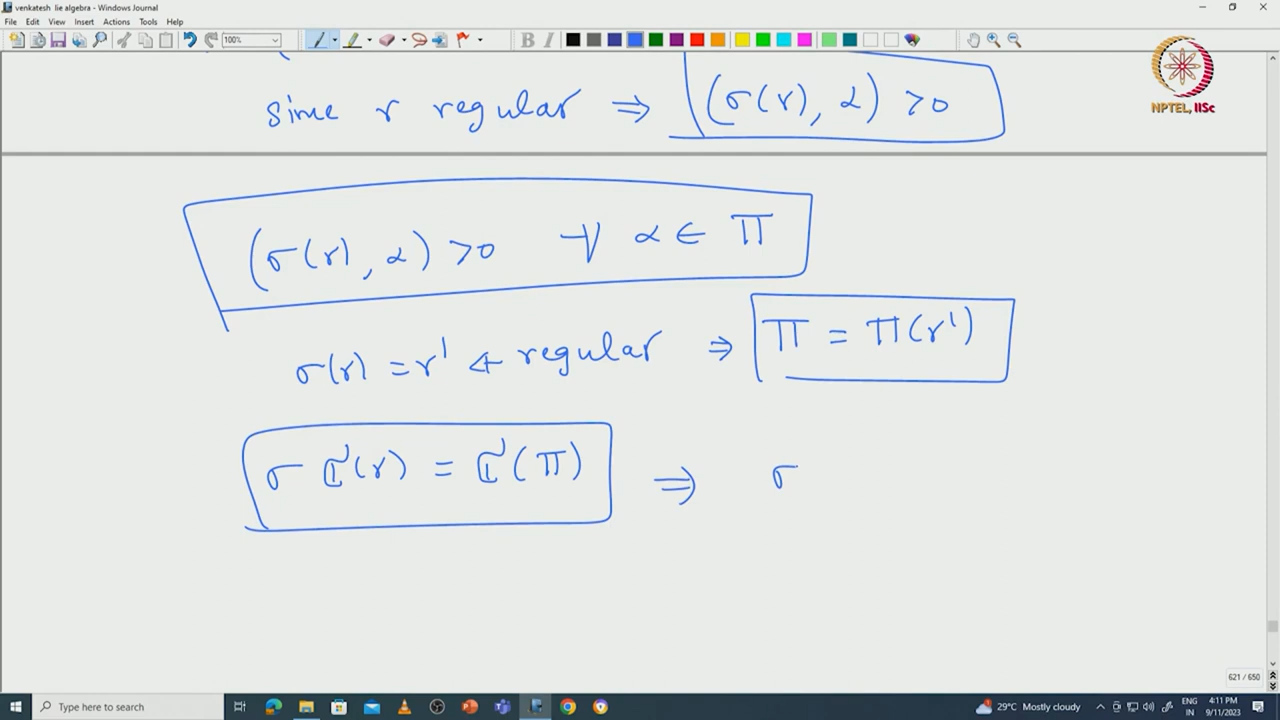 venkatesh lie algebra - Windows Journal
File Edit View Insert Actions Tools Help
100%
B I
NPTEL, IISc
since r regular ⇒ (σ(r), α) >0
(σ(r), α) >0 ∀ α ∈ Π
σ(r) = r' ← regular ⇒ Π = Π(r')
σ ℭ(r) = ℭ(Π) ⇒ σ
621 / 650
Type here to search
29°C Mostly cloudy
ENG
IN
4:11 PM
9/11/2023